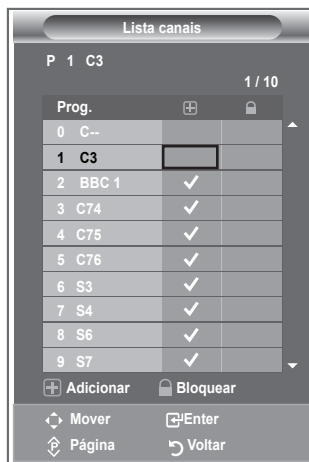 Lista canais
P 1 C3
1 / 10
Prog.
0 C--
1 C3
2 BBC 1
3 C74
4 C75
5 C76
6 S3
7 S4
8 S6
9 S7
Adicionar Bloquear
Mover Enter
P Página Voltar